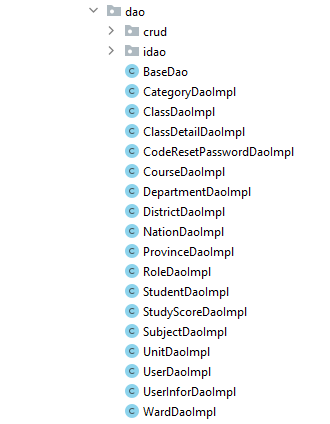 dao
crud
idao
BaseDao
CategoryDaoImpl
ClassDaoImpl
ClassDetailDaoImpl
CodeResetPasswordDaoImpl
CourseDaoImpl
DepartmentDaoImpl
DistrictDaoImpl
NationDaoImpl
ProvinceDaoImpl
RoleDaoImpl
StudentDaoImpl
StudyScoreDaoImpl
SubjectDaoImpl
UnitDaoImpl
UserDaoImpl
UserInforDaoImpl
WardDaoImpl